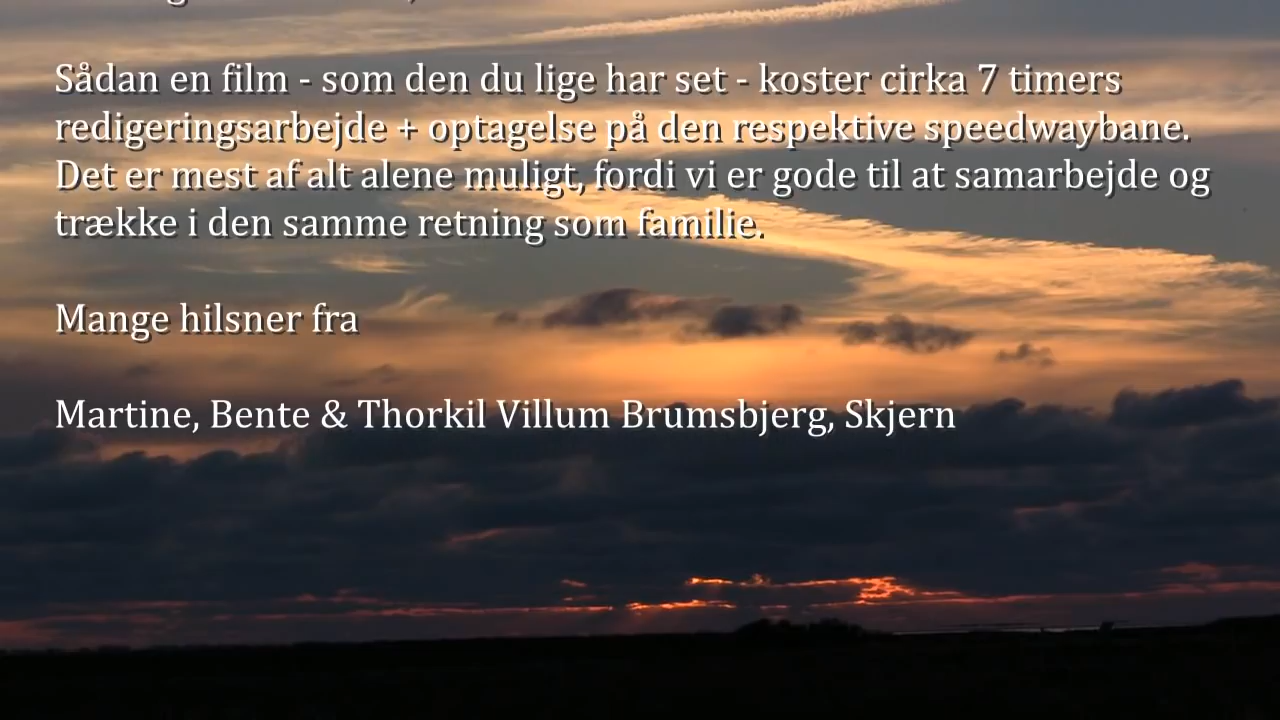 Sådan en film - som den du lige har set - koster cirka 7 timers
redigeringsarbejde + optagelse på den respektive speedwaybane.
Det er mest af alt alene muligt, fordi vi er gode til at samarbejde og
trække i den samme retning som familie.
Mange hilsner fra
Martine, Bente & Thorkil Villum Brumsbjerg, Skjern